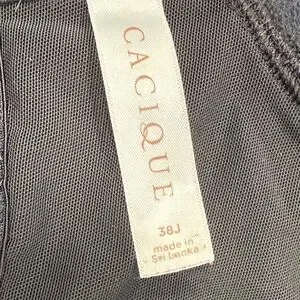 CACIQUE
38J
made in
Sri Lanka